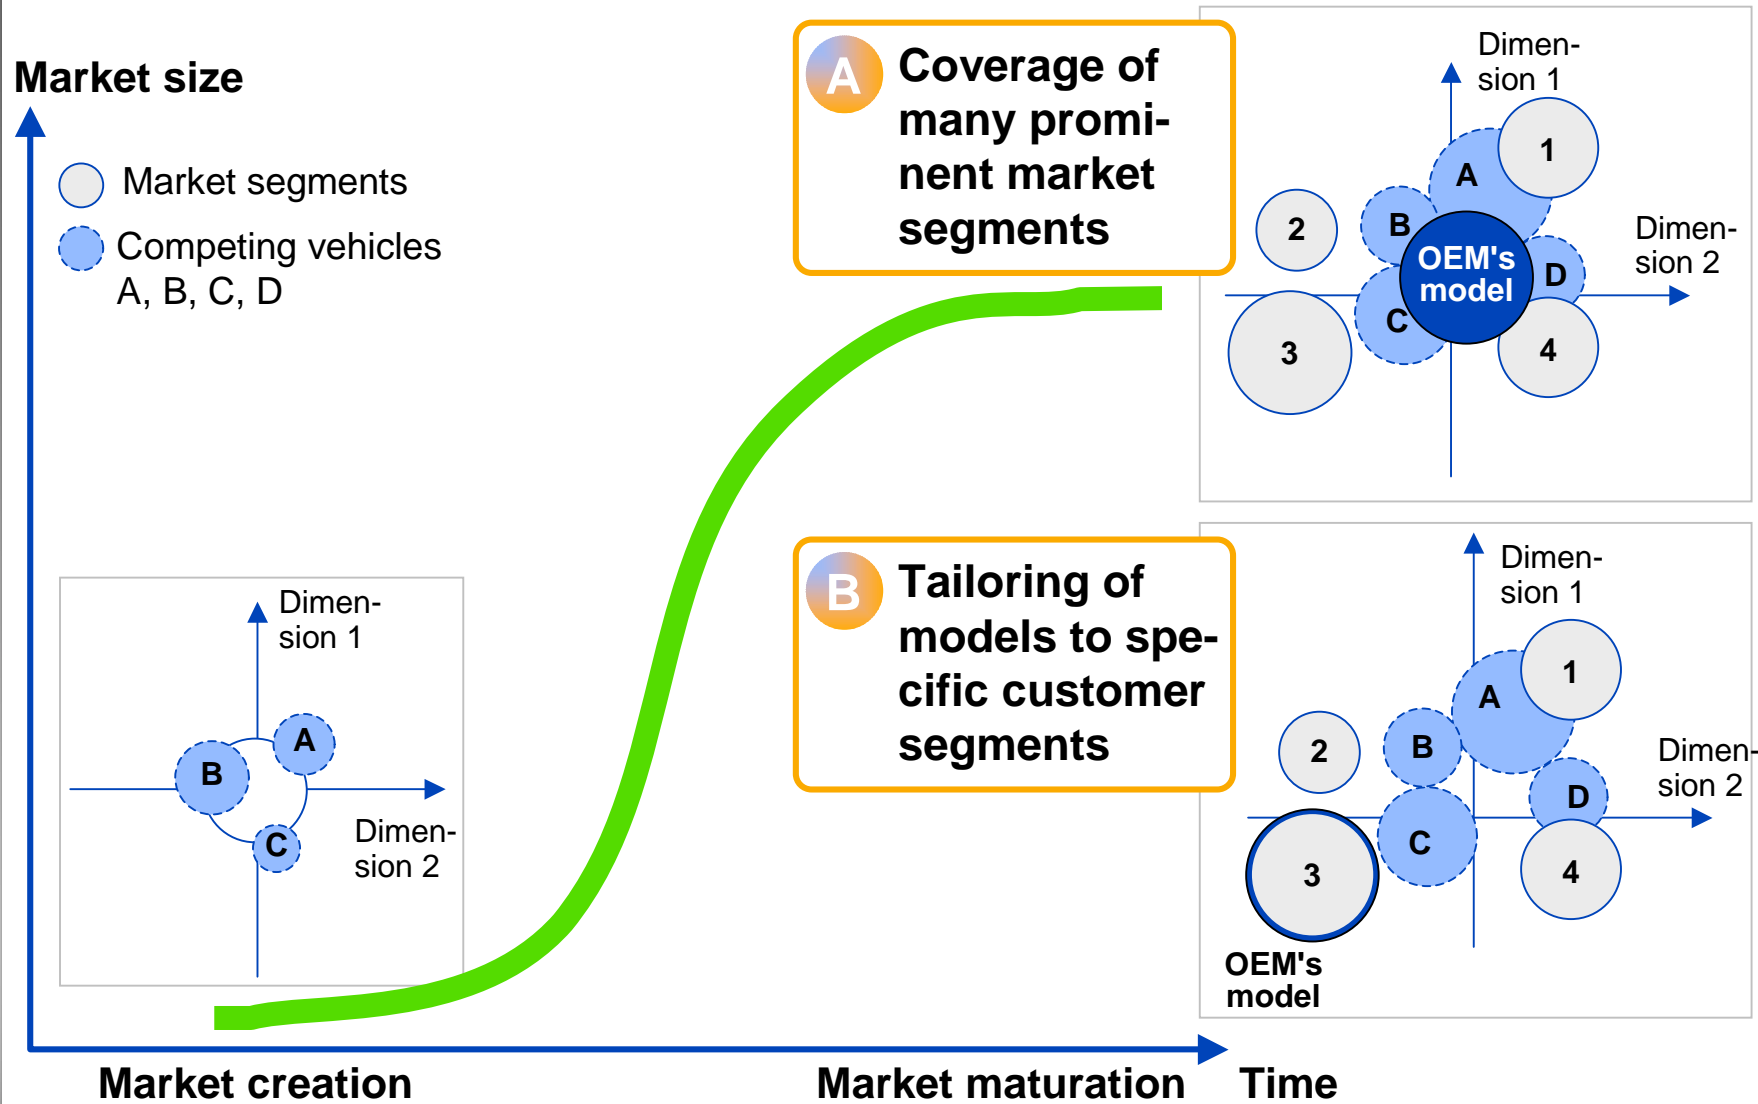 Market size
Market segments
Competing vehicles
A, B, C, D
A
Coverage of
many promi-
nent market
segments
Dimen-
sion 1
1
A
2
B
Dimen-
sion 2
OEM's
model
D
C
3
4
B
Tailoring of
models to spe-
cific customer
segments
Dimen-
sion 1
1
A
2
B
Dimen-
sion 2
D
C
3
4
OEM's
model
Dimen-
sion 1
A
B
C
Dimen-
sion 2
Market creation
Market maturation
Time